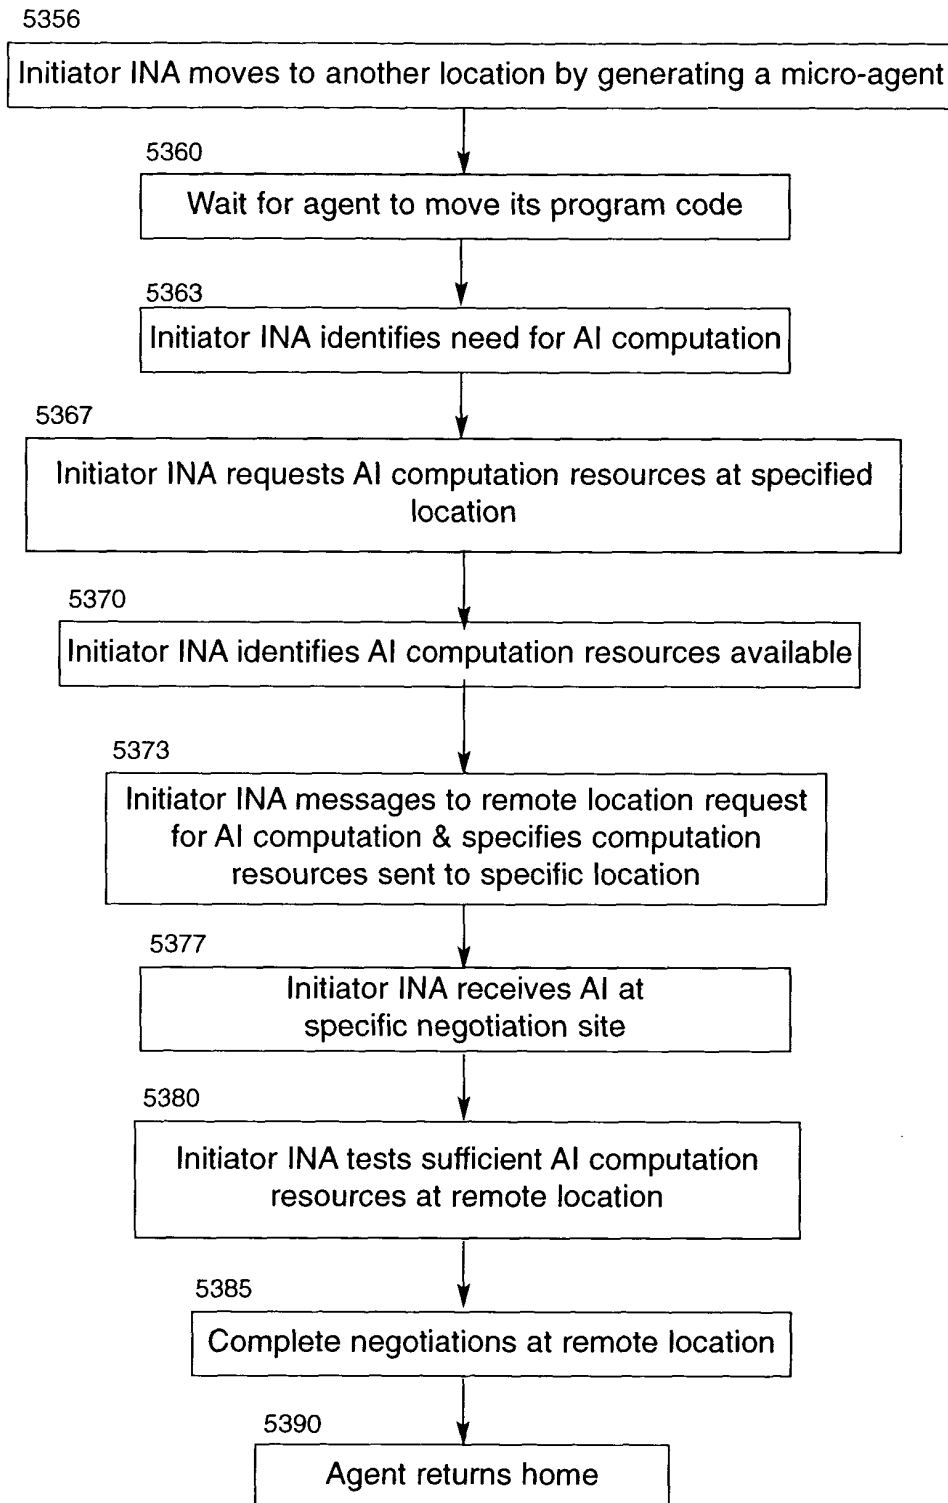 5356
Initiator INA moves to another location by generating a micro-agent
5360
Wait for agent to move its program code
5363
Initiator INA identifies need for AI computation
5367
Initiator INA requests AI computation resources at specified
location
5370
Initiator INA identifies AI computation resources available
5373
Initiator INA messages to remote location request
for AI computation & specifies computation
resources sent to specific location
5377
Initiator INA receives AI at
specific negotiation site
5380
Initiator INA tests sufficient AI computation
resources at remote location
5385
Complete negotiations at remote location
5390
Agent returns home